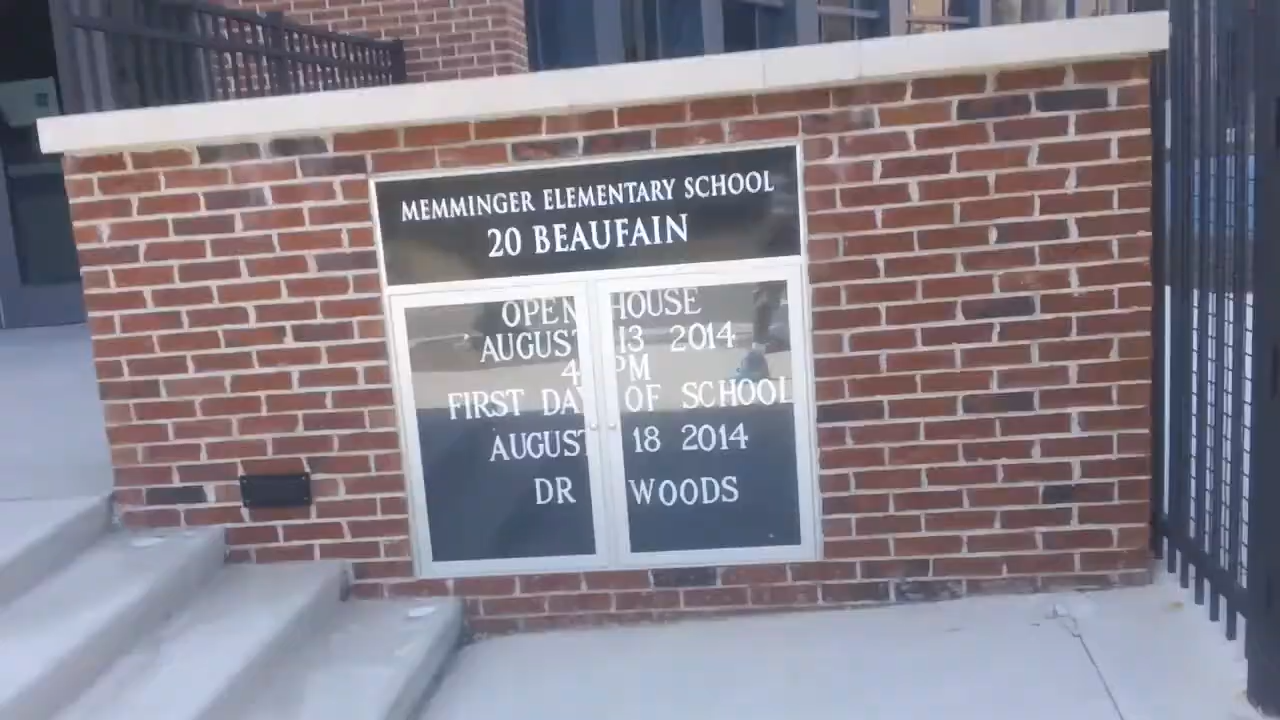 MEMMINGER ELEMENTARY SCHOOL
20 BEAUFAIN
OPEN HOUSE
AUGUST 13 2014
4 PM
FIRST DAY OF SCHOOL
AUGUST 18 2014
DR WOODS